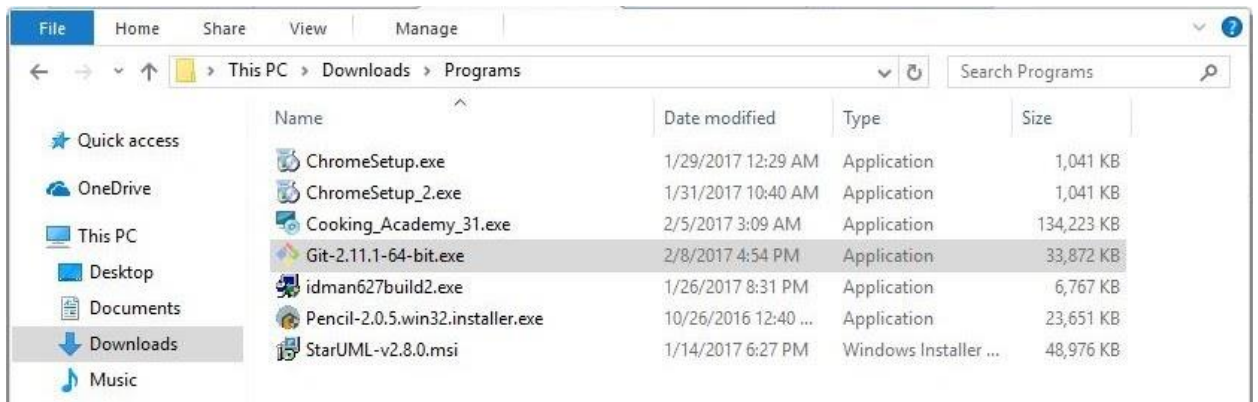 File Home Share View Manage
This PC > Downloads > Programs Search Programs
Name Date modified Type Size
Quick access
OneDrive
This PC
Desktop
Documents
Downloads
Music
ChromeSetup.exe 1/29/2017 12:29 AM Application 1,041 KB
ChromeSetup_2.exe 1/31/2017 10:40 AM Application 1,041 KB
Cooking_Academy_31.exe 2/5/2017 3:09 AM Application 134,223 KB
Git-2.11.1-64-bit.exe 2/8/2017 4:54 PM Application 33,872 KB
idman627build2.exe 1/26/2017 8:31 PM Application 6,767 KB
Pencil-2.0.5.win32.installer.exe 10/26/2016 12:40 ... Application 23,651 KB
StarUML-v2.8.0.msi 1/14/2017 6:27 PM Windows Installer ... 48,976 KB